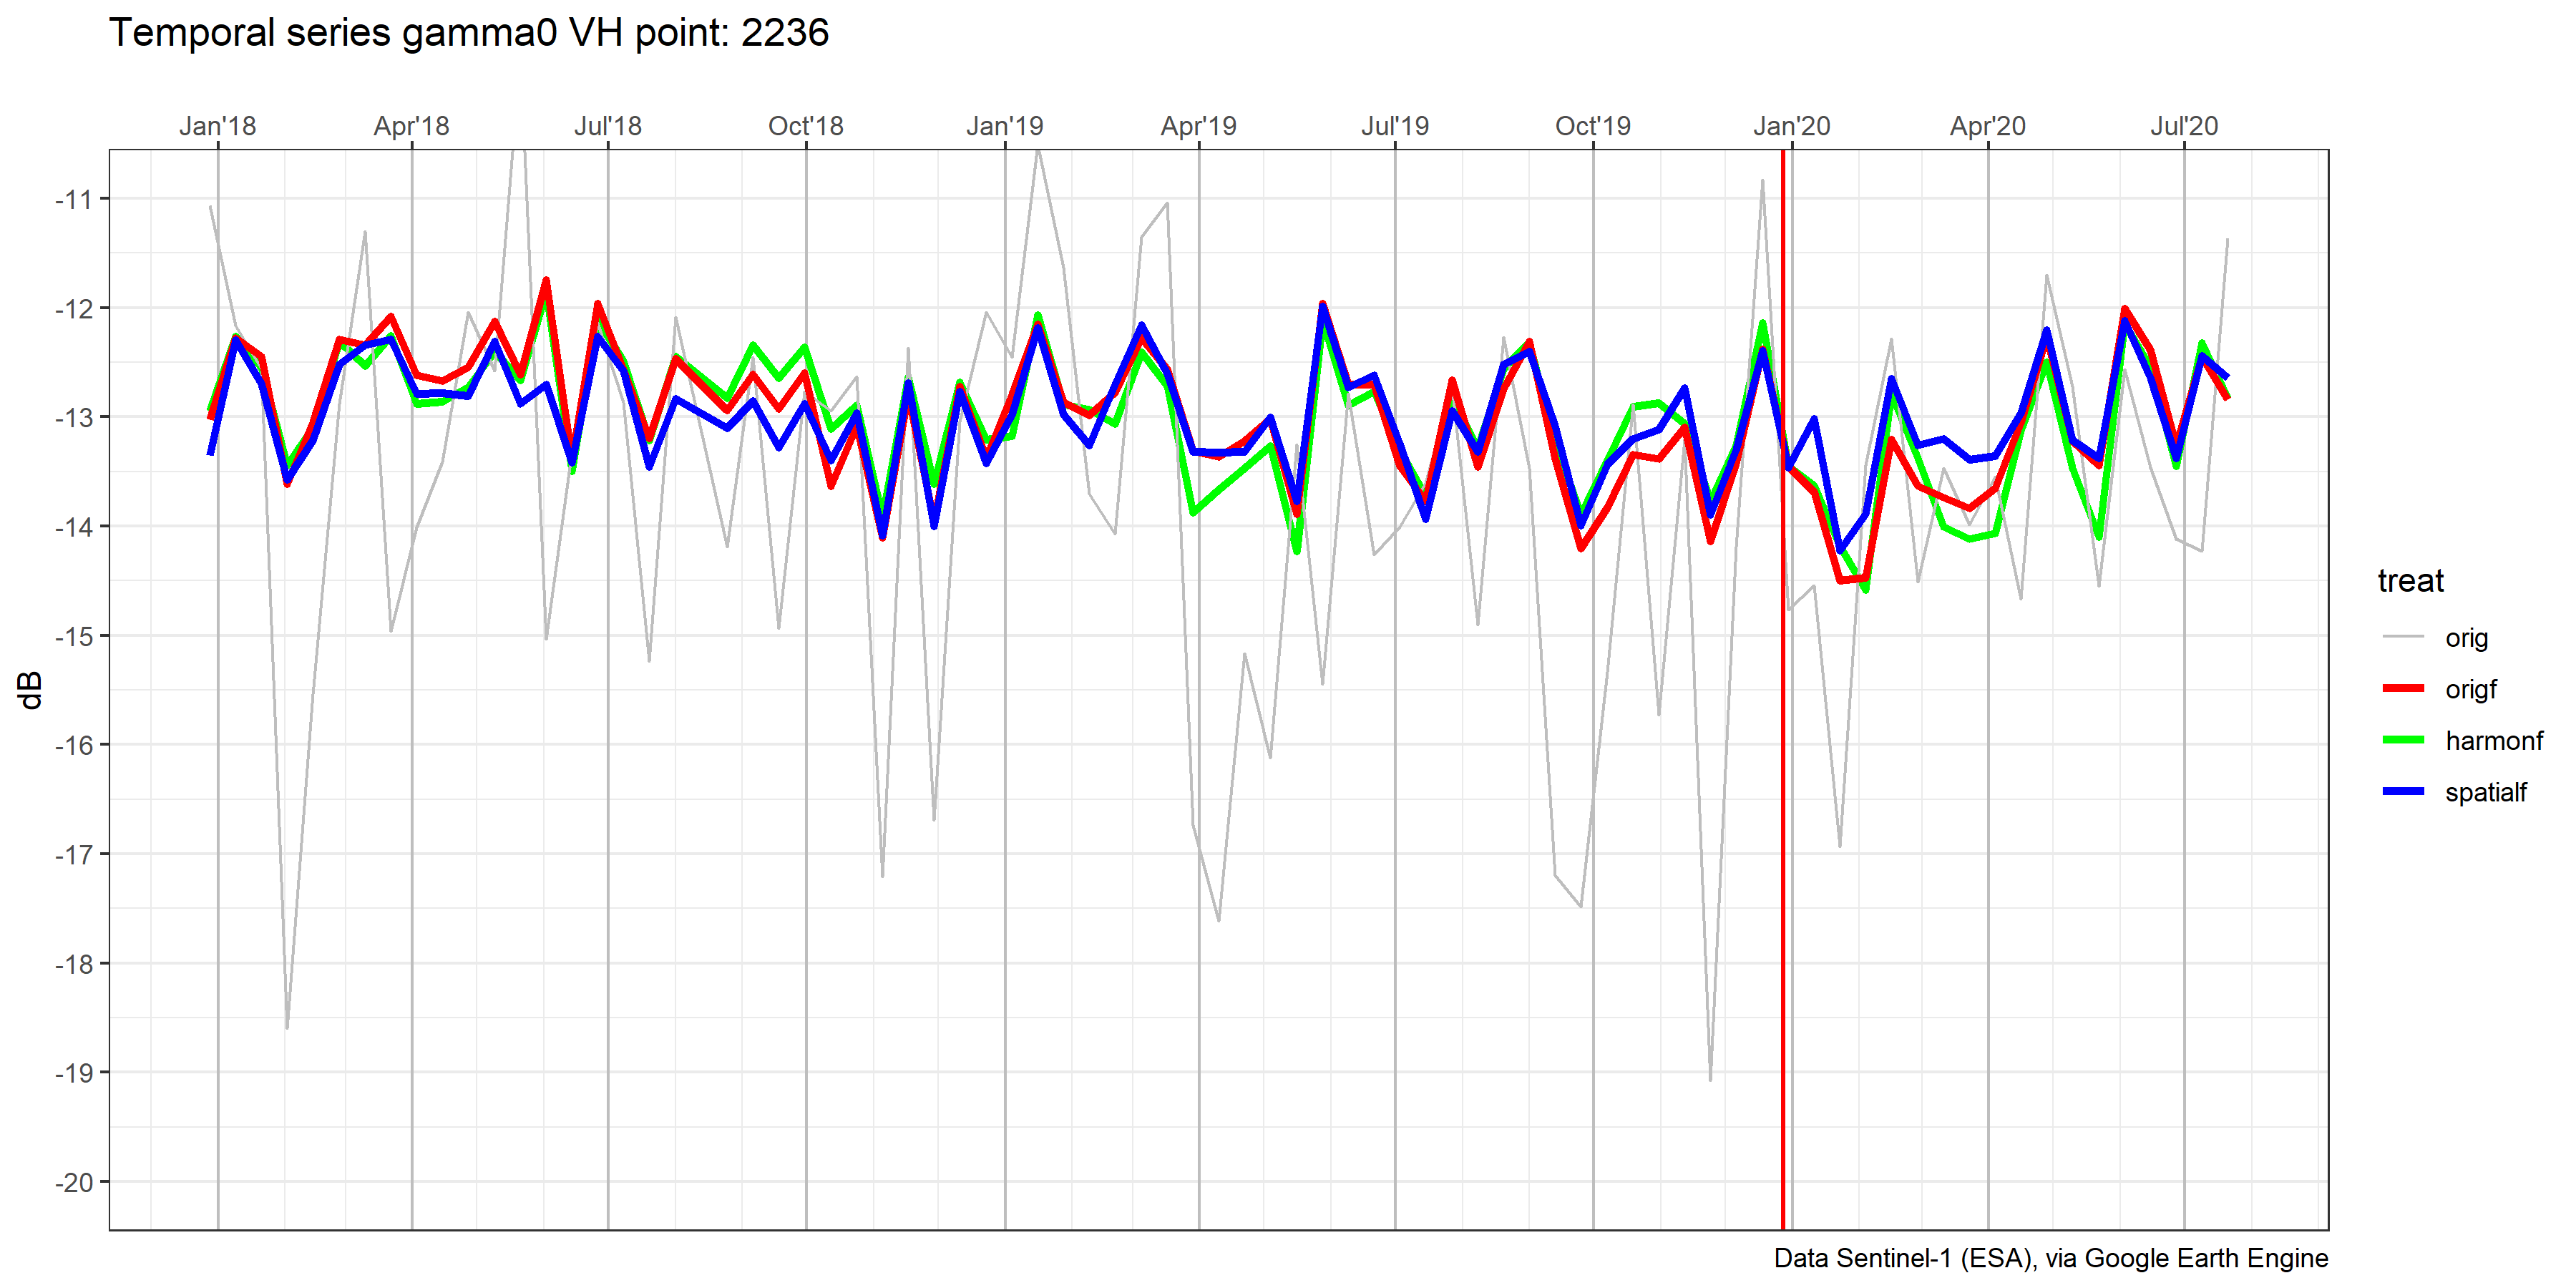 Temporal series gamma0 VH point: 2236
Jan'18 Apr'18 Jul'18 Oct'18 Jan'19 Apr'19 Jul'19 Oct'19 Jan'20 Apr'20 Jul'20
-11
-12
-13
-14
-15
-16
-17
-18
-19
-20
dB
treat
orig
origf
harmonf
spatialf
Data Sentinel-1 (ESA), via Google Earth Engine